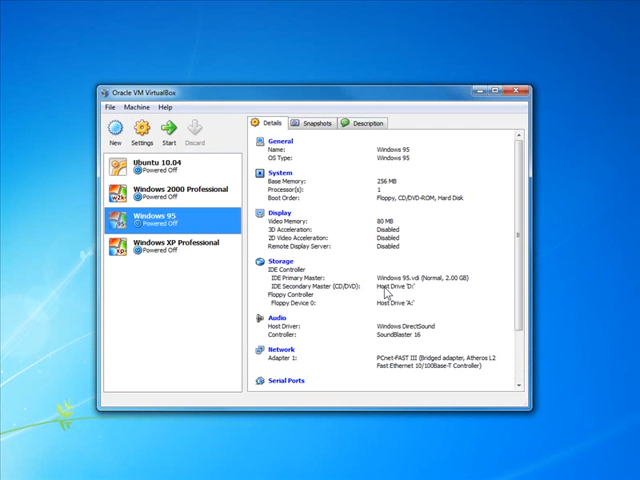 Oracle VM VirtualBox
File Machine Help
New Settings Start Discard
Details Snapshots Description
Ubuntu 10.04
Powered Off
Windows 2000 Professional
Powered Off
Windows 95
Powered Off
Windows XP Professional
Powered Off
General
Name: Windows 95
OS Type: Windows 95
System
Base Memory: 256 MB
Processor(s): 1
Boot Order: Floppy, CD/DVD-ROM, Hard Disk
Display
Video Memory: 80 MB
3D Acceleration: Disabled
2D Video Acceleration: Disabled
Remote Display Server: Disabled
Storage
IDE Controller
IDE Primary Master: Windows 95.vdi (Normal, 2.00 GB)
IDE Secondary Master (CD/DVD): Host Drive 'D:'
Floppy Controller
Floppy Device 0: Host Drive 'A:'
Audio
Host Driver: Windows DirectSound
Controller: SoundBlaster 16
Network
Adapter 1: PCnet-FAST III (Bridged adapter, Atheros L2
Fast Ethernet 10/100Base-T Controller)
Serial Ports